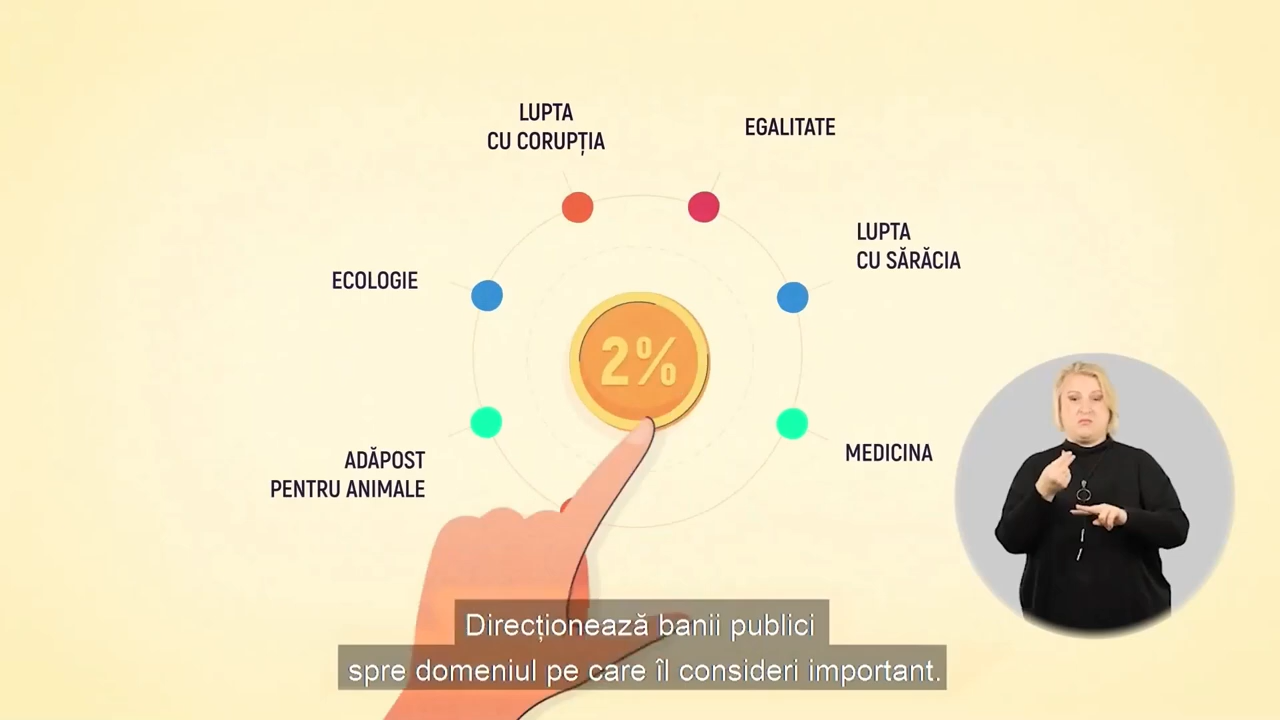 LUPTA
CU CORUPȚIA
EGALITATE
LUPTA
CU SĂRĂCIA
ECOLOGIE
2%
MEDICINA
ADĂPOST
PENTRU ANIMALE
Direcționează banii publici
spre domeniul pe care îl consideri important.